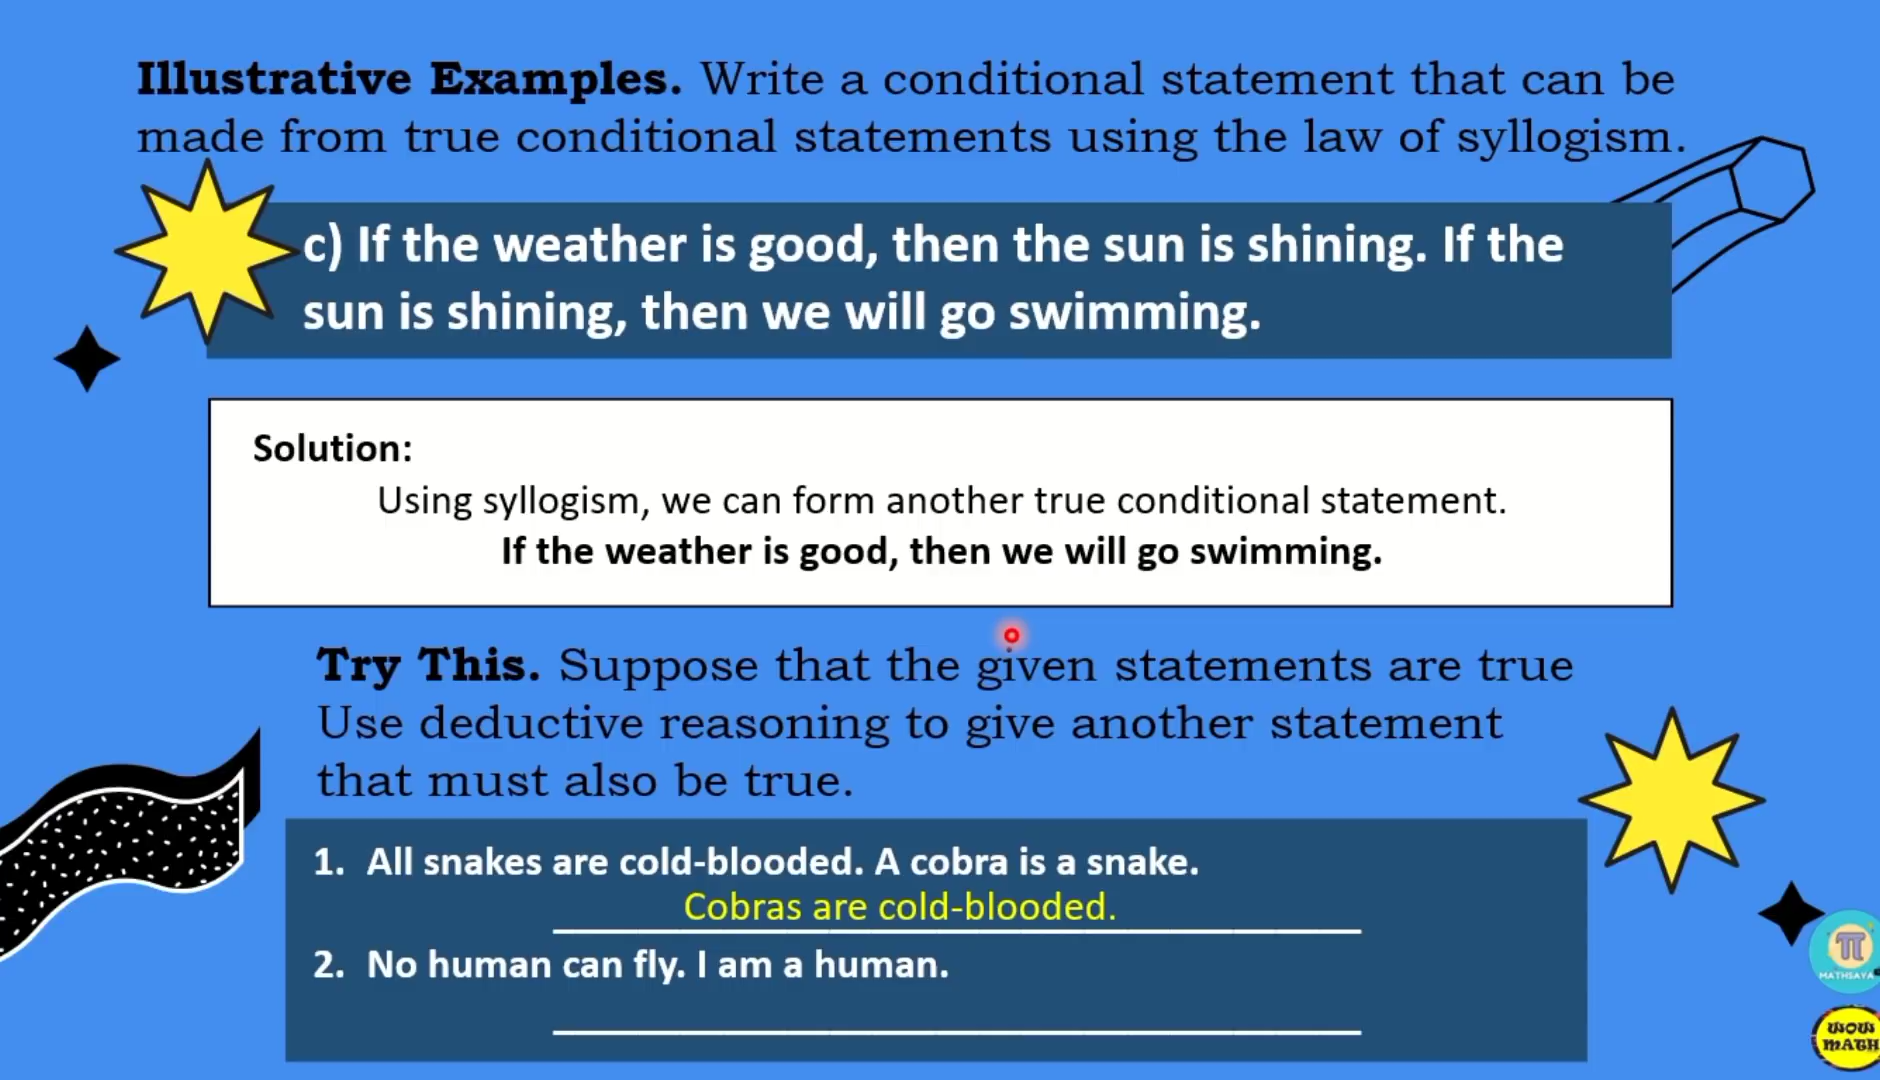 Illustrative Examples. Write a conditional statement that can be
made from true conditional statements using the law of syllogism.
c) If the weather is good, then the sun is shining. If the
sun is shining, then we will go swimming.
Solution:
Using syllogism, we can form another true conditional statement.
If the weather is good, then we will go swimming.
Try This. Suppose that the given statements are true
Use deductive reasoning to give another statement
that must also be true.
1. All snakes are cold-blooded. A cobra is a snake.
Cobras are cold-blooded.
2. No human can fly. I am a human.
π
MATHSAYA
WOW
MATH